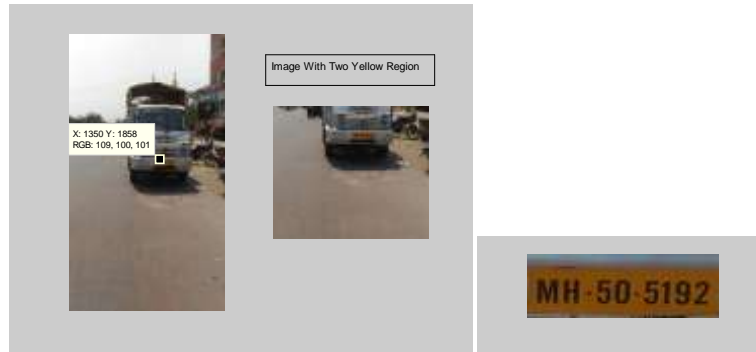 Image With Two Yellow Region
X: 1350 Y: 1858
RGB: 109, 100, 101
MH·50·5192